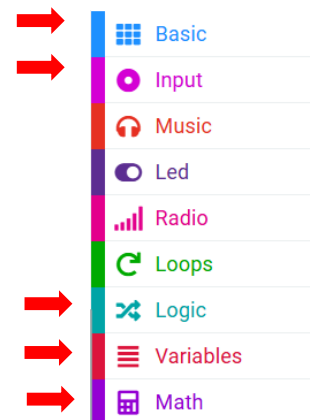 Basic
Input
Music
Led
Radio
Loops
Logic
Variables
Math